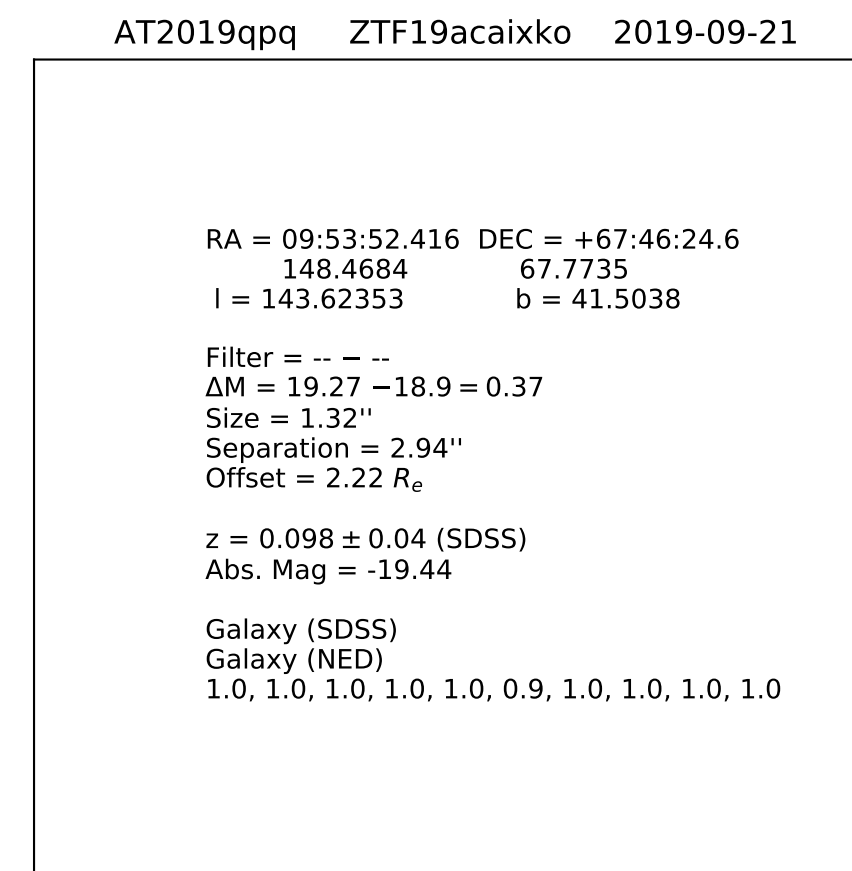 AT2019qpq ZTF19acaixko 2019-09-21
RA = 09:53:52.416 DEC = +67:46:24.6
148.4684 67.7735
l = 143.62353 b = 41.5038
Filter = -- − --
ΔM = 19.27 −18.9 = 0.37
Size = 1.32''
Separation = 2.94''
Offset = 2.22 Rₑ
z = 0.098 ± 0.04 (SDSS)
Abs. Mag = -19.44
Galaxy (SDSS)
Galaxy (NED)
1.0, 1.0, 1.0, 1.0, 1.0, 0.9, 1.0, 1.0, 1.0, 1.0